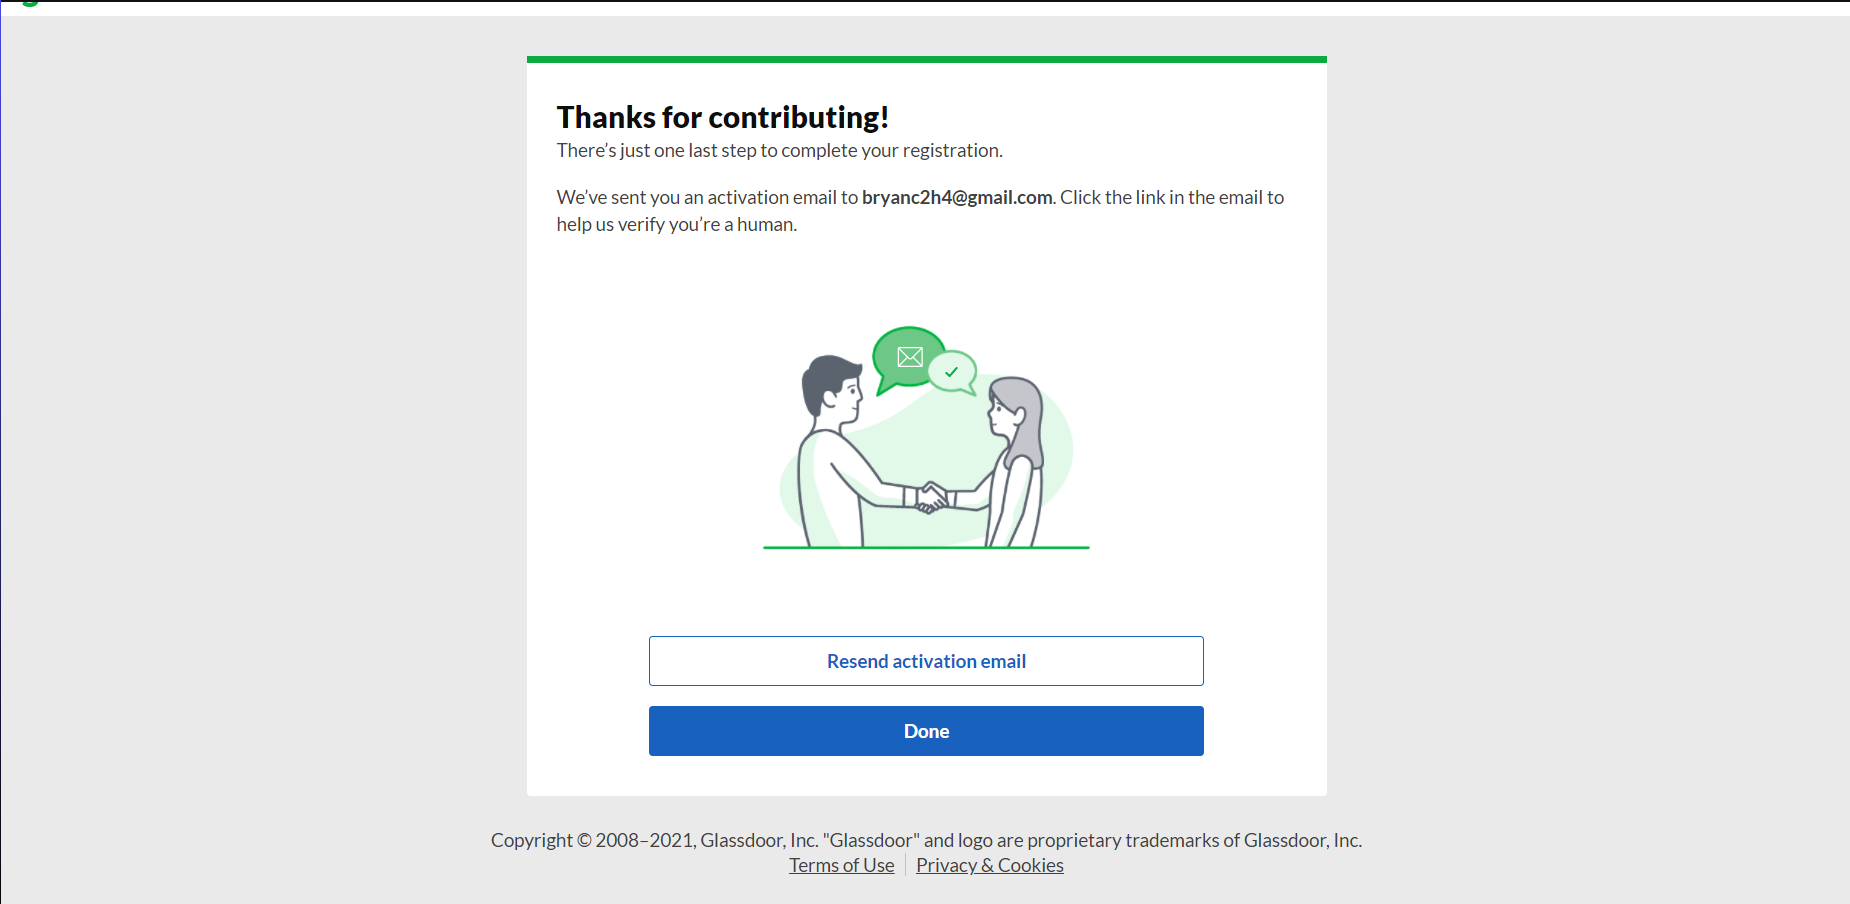 Thanks for contributing!
There’s just one last step to complete your registration.
We’ve sent you an activation email to bryanc2h4@gmail.com. Click the link in the email to
help us verify you’re a human.
Resend activation email
Done
Copyright © 2008–2021, Glassdoor, Inc. "Glassdoor" and logo are proprietary trademarks of Glassdoor, Inc.
Terms of Use | Privacy & Cookies